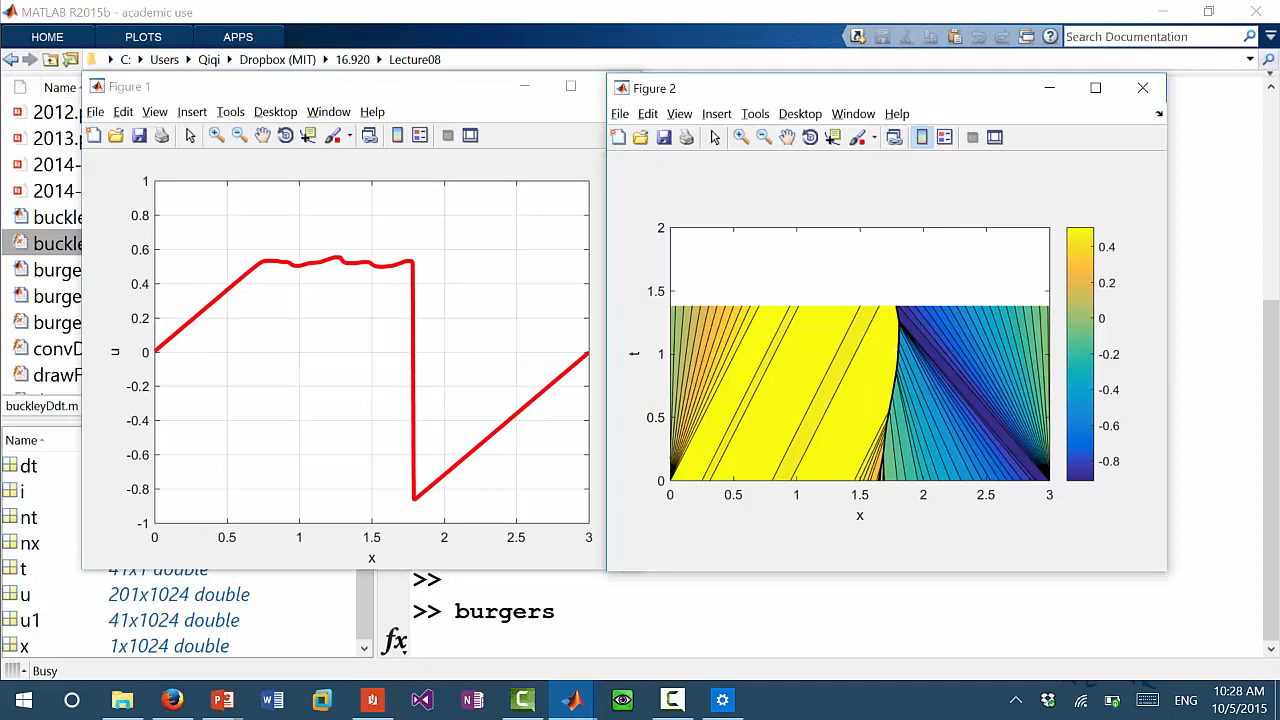 MATLAB R2015b - academic use
HOME PLOTS APPS Search Documentation
C: Users Qiqi Dropbox (MIT) 16.920 Lecture08
Name
2012.p
2013.p
2014-
2014-
buckle
buckle
burge
burge
burge
convD
drawF
buckleyDdt.m
Name
dt
i
nt
nx
t 41x1 double
u 201x1024 double
u1 41x1024 double
x 1x1024 double
Busy
Figure 1
File Edit View Insert Tools Desktop Window Help
1
0.8
0.6
0.4
0.2
0
-0.2
-0.4
-0.6
-0.8
-1
u
0 0.5 1 1.5 2 2.5 3
x
Figure 2
File Edit View Insert Tools Desktop Window Help
2
1.5
1
0.5
0
t
0 0.5 1 1.5 2 2.5 3
x
0.4
0.2
0
-0.2
-0.4
-0.6
-0.8
>>
>> burgers
fx
ENG
10:28 AM
10/5/2015